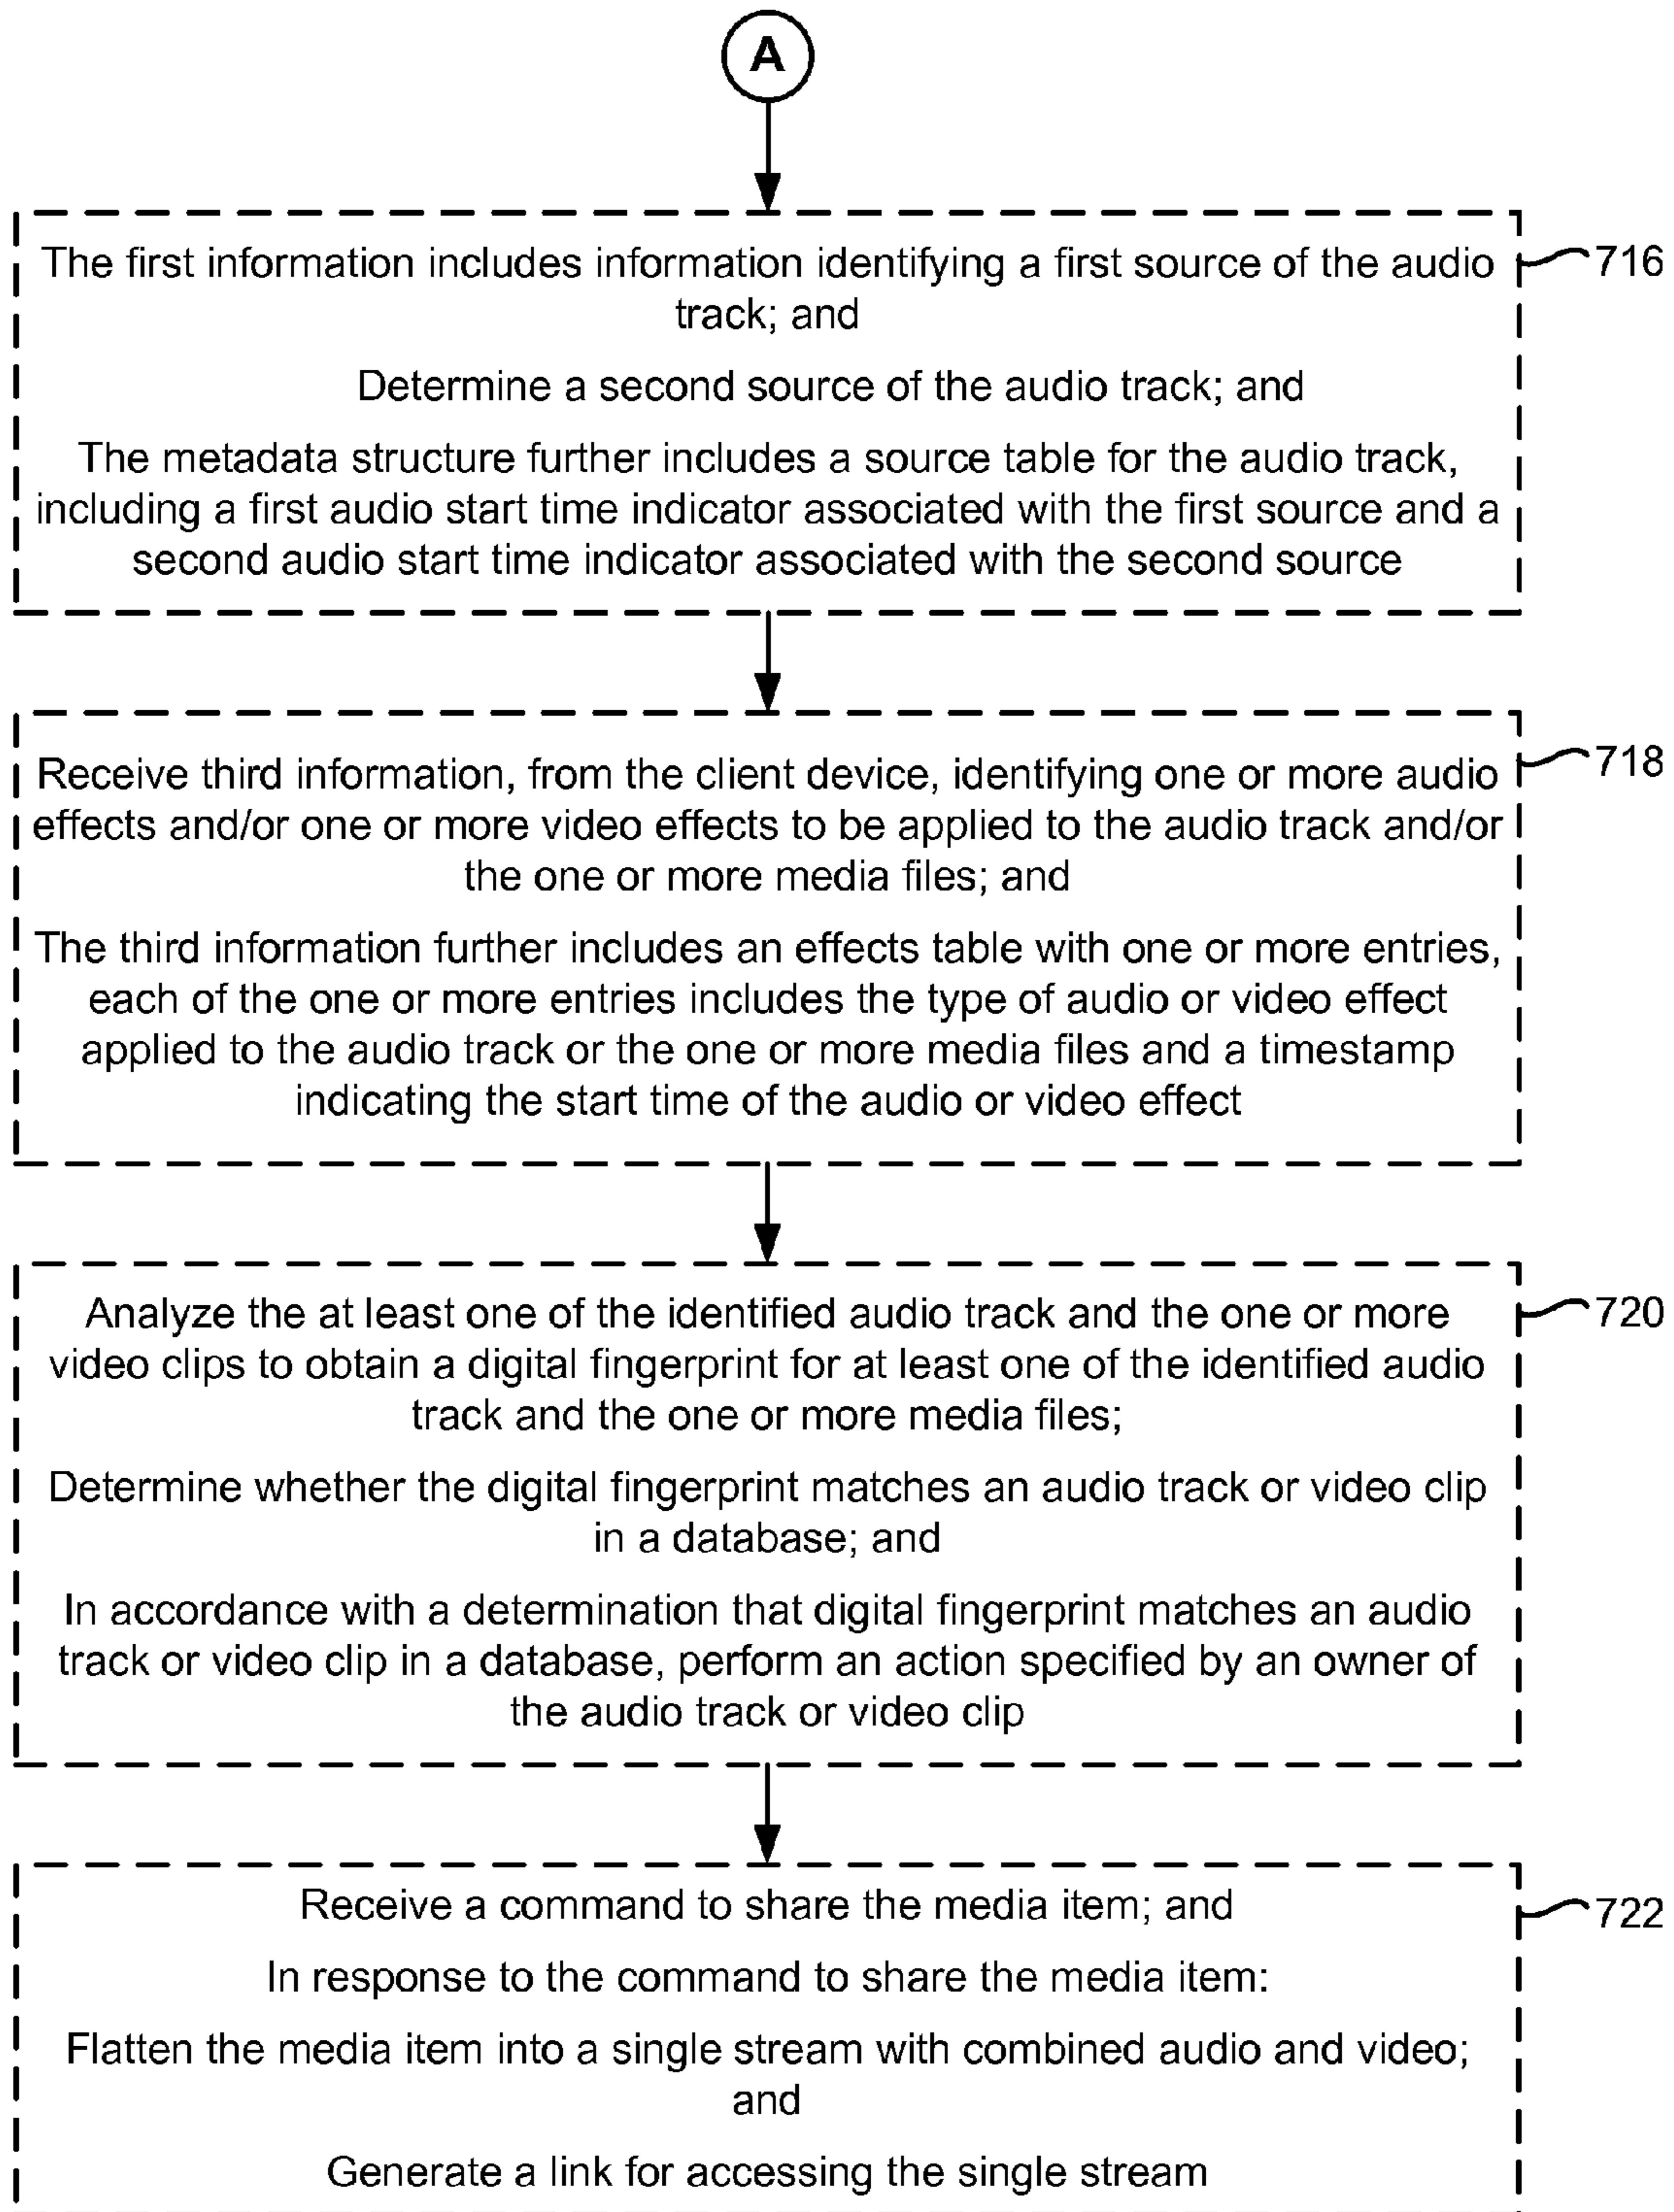 A
The first information includes information identifying a first source of the audio
track; and
716
Determine a second source of the audio track; and
The metadata structure further includes a source table for the audio track,
including a first audio start time indicator associated with the first source and a
second audio start time indicator associated with the second source
Receive third information, from the client device, identifying one or more audio
718
effects and/or one or more video effects to be applied to the audio track and/or
the one or more media files; and
The third information further includes an effects table with one or more entries,
each of the one or more entries includes the type of audio or video effect
applied to the audio track or the one or more media files and a timestamp
indicating the start time of the audio or video effect
Analyze the at least one of the identified audio track and the one or more
720
video clips to obtain a digital fingerprint for at least one of the identified audio
track and the one or more media files;
Determine whether the digital fingerprint matches an audio track or video clip
in a database; and
In accordance with a determination that digital fingerprint matches an audio
track or video clip in a database, perform an action specified by an owner of
the audio track or video clip
Receive a command to share the media item; and
722
In response to the command to share the media item:
Flatten the media item into a single stream with combined audio and video;
and
Generate a link for accessing the single stream